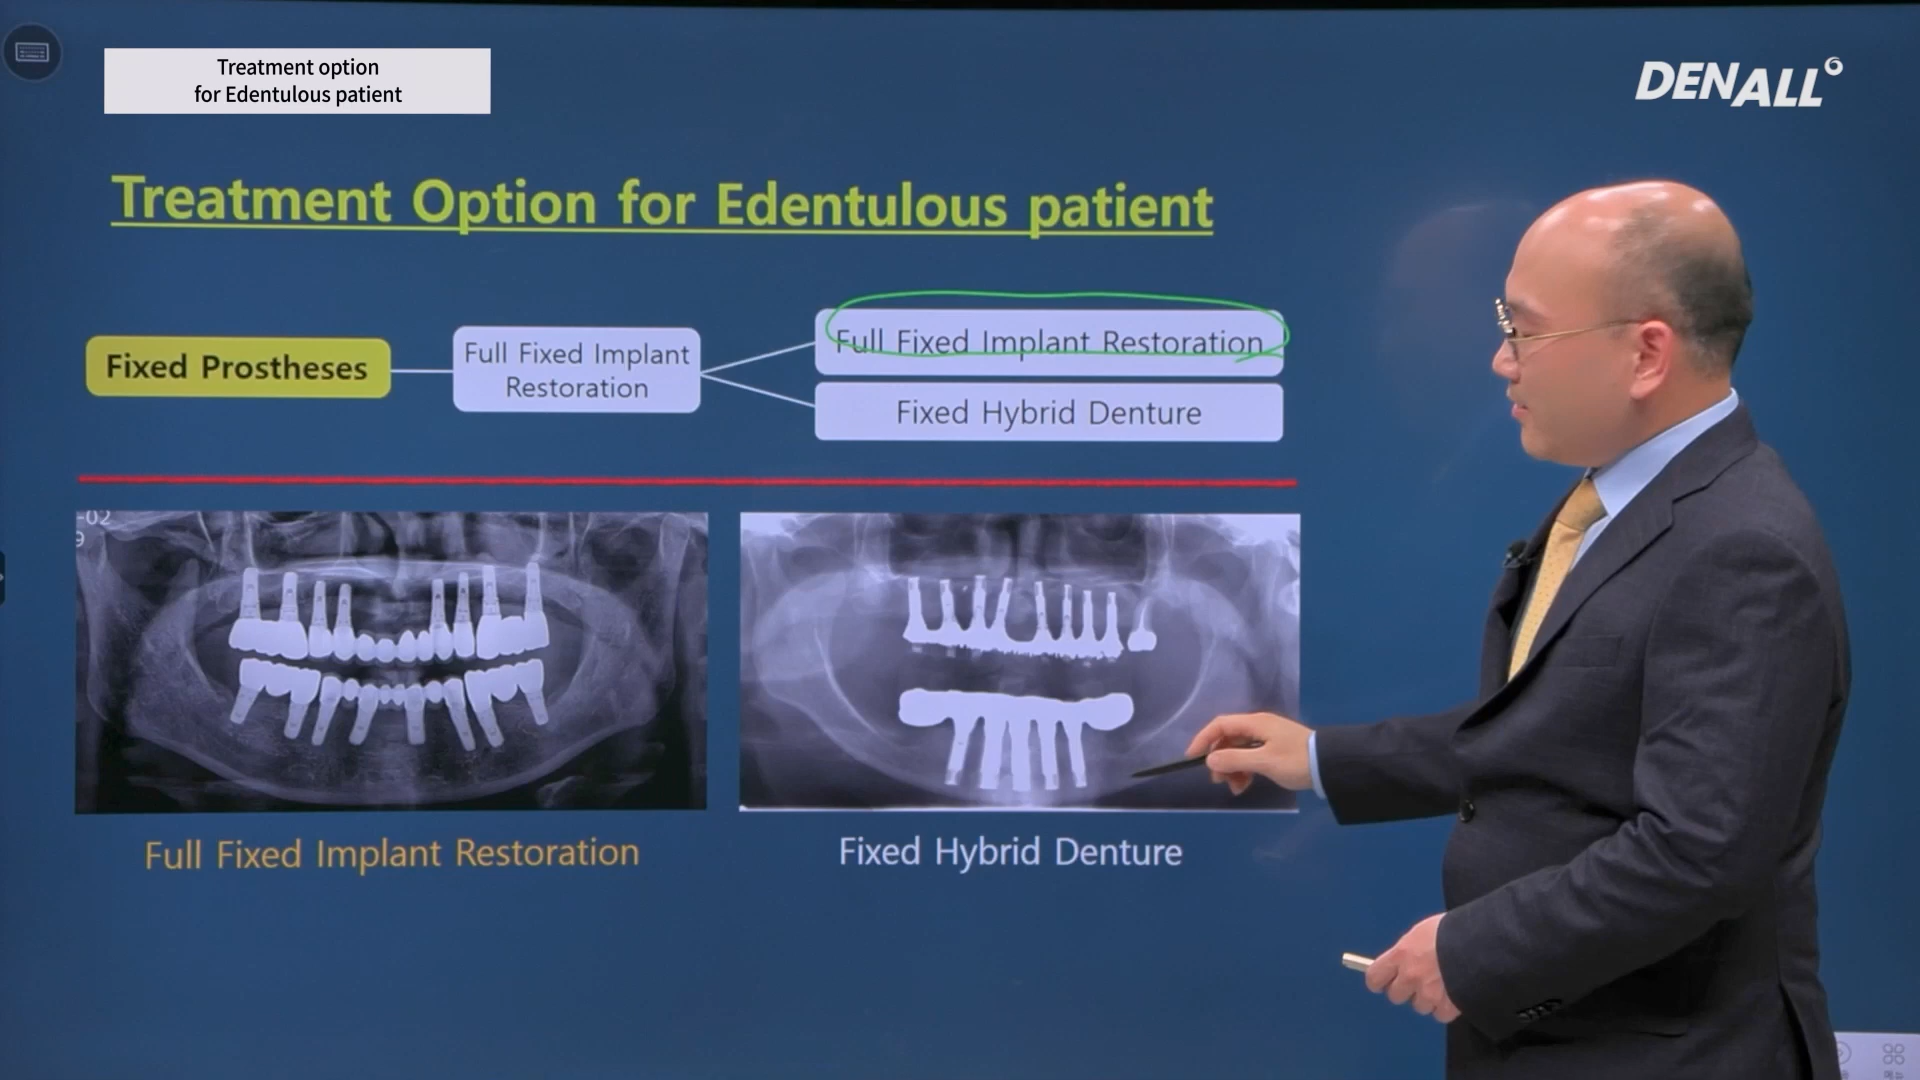 Treatment option
for Edentulous patient
DENALL
Treatment Option for Edentulous patient
Fixed Prostheses
Full Fixed Implant
Restoration
Full Fixed Implant Restoration
Fixed Hybrid Denture
-02
9
Full Fixed Implant Restoration
Fixed Hybrid Denture